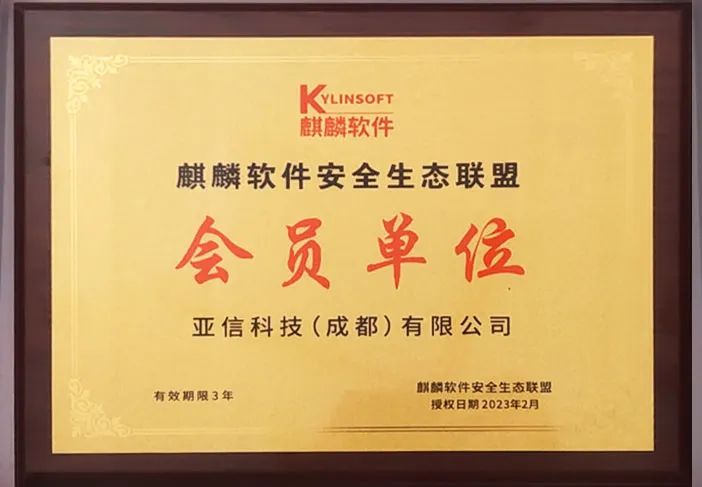 KYLINSOFT
麒麟软件
麒麟软件安全生态联盟
会员单位
亚信科技(成都)有限公司
有效期限3年
麒麟软件安全生态联盟
授权日期2023年2月